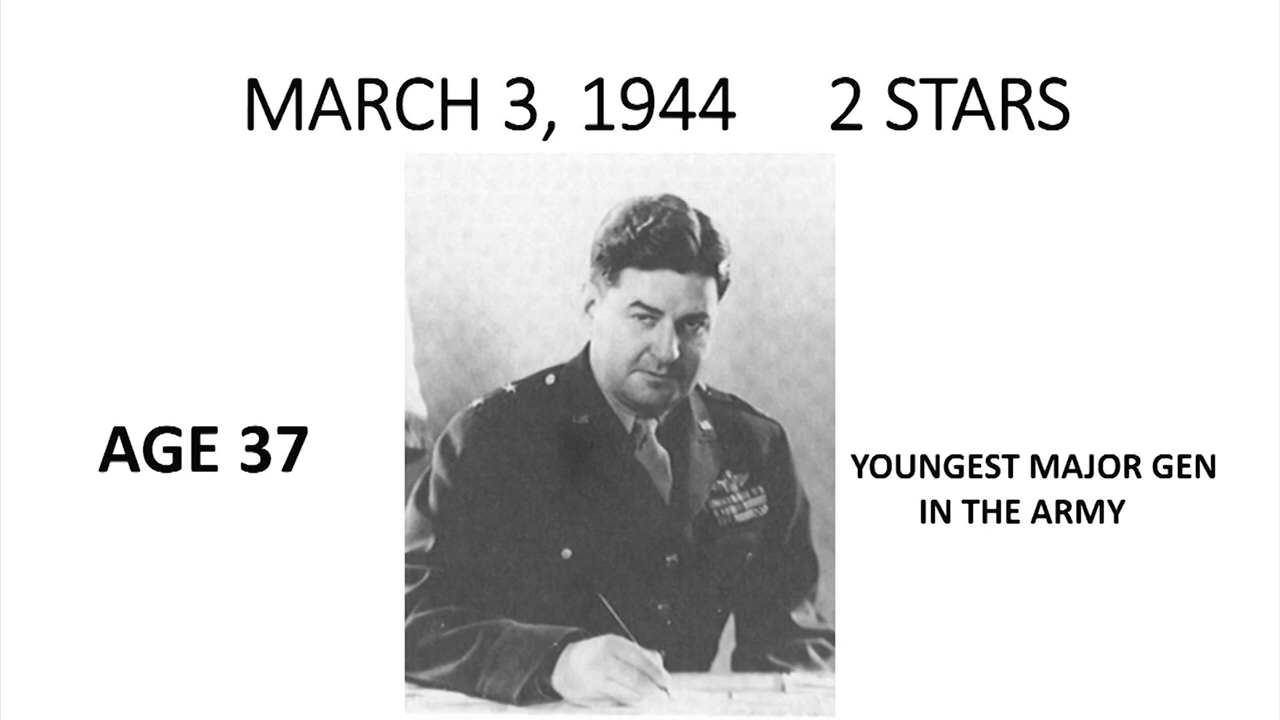 MARCH 3, 1944 2 STARS
AGE 37
YOUNGEST MAJOR GEN
IN THE ARMY